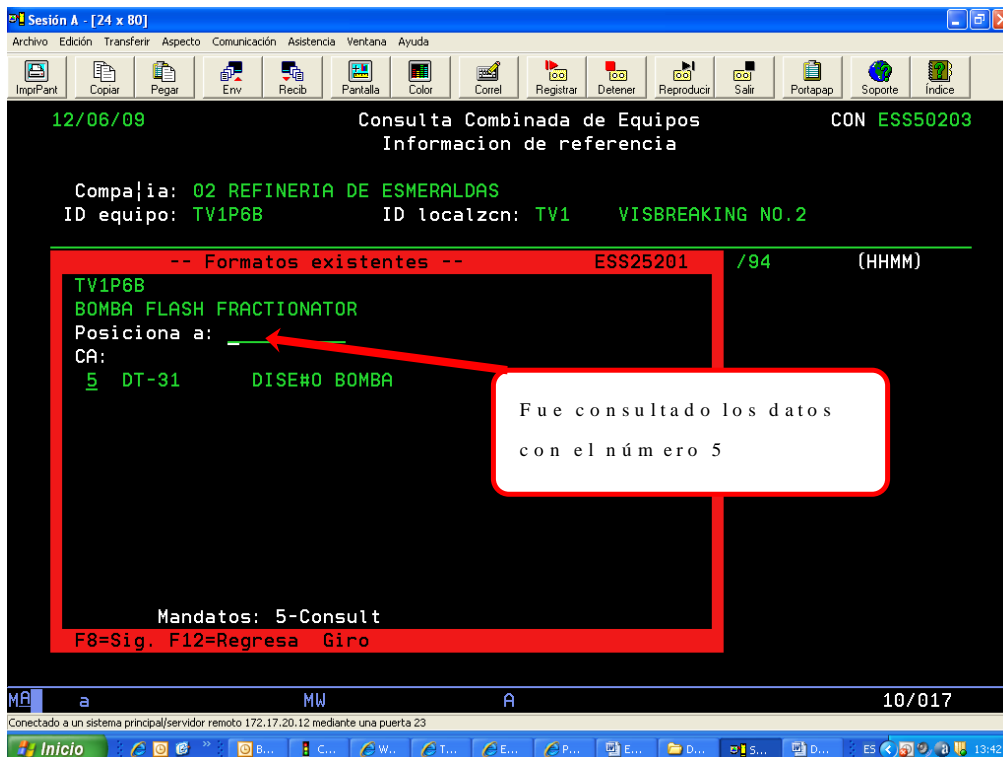 Sesión A - [24 x 80]
Archivo Edición Transferir Aspecto Comunicación Asistencia Ventana Ayuda
ImprPant Copiar Pegar Env Recib Pantalla Color Correl Registrar Detener Reproducir Salir Portapap Soporte Índice
12/06/09 Consulta Combinada de Equipos CON ESS50203
Informacion de referencia
Compa¦ia: 02 REFINERIA DE ESMERALDAS
ID equipo: TV1P6B ID localzcn: TV1 VISBREAKING NO.2
-- Formatos existentes -- ESS25201 /94 (HHMM)
TV1P6B
BOMBA FLASH FRACTIONATOR
Posiciona a:
CA:
5 DT-31 DISE#O BOMBA
Fue consultado los datos
con el número 5
Mandatos: 5-Consult
F8=Sig. F12=Regresa Giro
MA a MW A 10/017
Conectado a un sistema principal/servidor remoto 172.17.20.12 mediante una puerta 23
Inicio B... C... W... T... E... P... E... D... S... D... ES 13:42